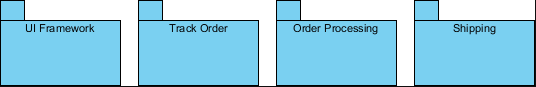 UI Framework
Track Order
Order Processing
Shipping